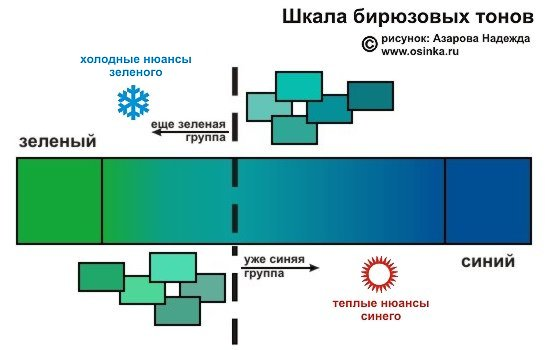 Шкала бирюзовых тонов
© рисунок: Азарова Надежда
www.osinka.ru
холодные нюансы
зеленого
еще зеленая
группа
зеленый
синий
уже синяя
группа
теплые нюансы
синего